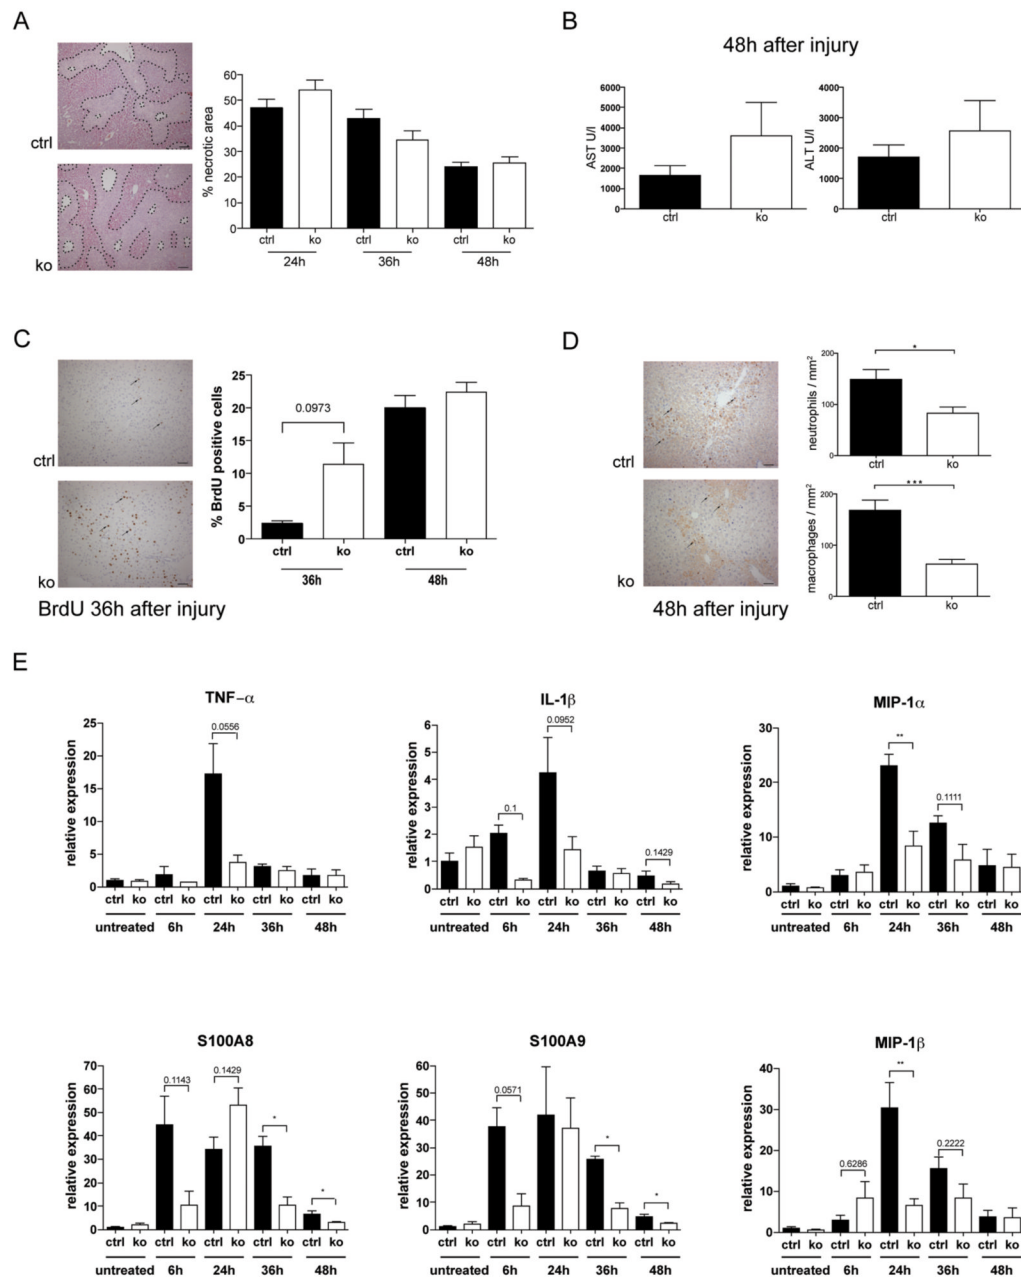 A
ctrl
ko
% necrotic area
60
50
40
30
20
10
0
ctrl ko ctrl ko ctrl ko
24h 36h 48h
B
48h after injury
AST U/l
6000
5000
4000
3000
2000
1000
0
ctrl ko
ALT U/l
4000
3000
2000
1000
0
ctrl ko
C
ctrl
ko
BrdU 36h after injury
% BrdU positive cells
25
20
15
10
5
0
0.0973
ctrl ko ctrl ko
36h 48h
D
ctrl
ko
48h after injury
neutrophils / mm²
200
100
0
*
ctrl ko
macrophages / mm²
200
100
0
***
ctrl ko
E
TNF-α
relative expression
25
20
15
10
5
0
0.0556
ctrl ko ctrl ko ctrl ko ctrl ko ctrl ko
untreated 6h 24h 36h 48h
IL-1β
relative expression
6
5
4
3
2
1
0
0.1
0.0952
0.1429
ctrl ko ctrl ko ctrl ko ctrl ko ctrl ko
untreated 6h 24h 36h 48h
MIP-1α
relative expression
30
20
10
0
**
0.1111
ctrl ko ctrl ko ctrl ko ctrl ko ctrl ko
untreated 6h 24h 36h 48h
S100A8
relative expression
70
60
50
40
30
20
10
0
0.1143
0.1429
*
*
ctrl ko ctrl ko ctrl ko ctrl ko ctrl ko
untreated 6h 24h 36h 48h
S100A9
relative expression
60
50
40
30
20
10
0
0.0571
*
*
ctrl ko ctrl ko ctrl ko ctrl ko ctrl ko
untreated 6h 24h 36h 48h
MIP-1β
relative expression
40
30
20
10
0
0.6286
**
0.2222
ctrl ko ctrl ko ctrl ko ctrl ko ctrl ko
untreated 6h 24h 36h 48h